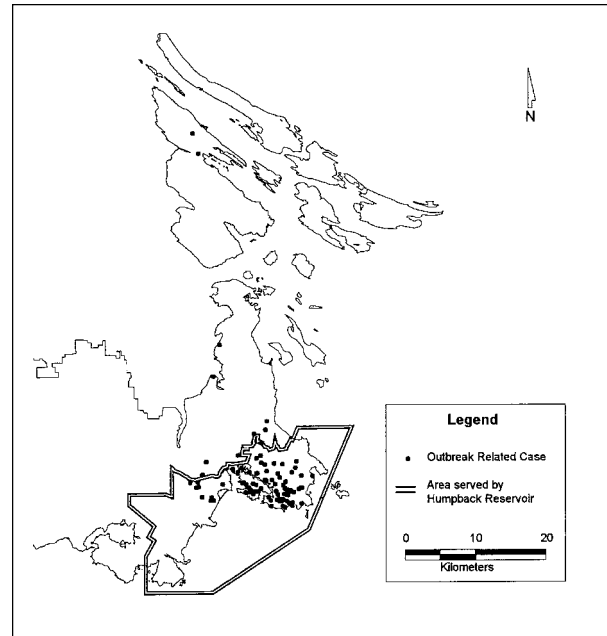 N
Legend
Outbreak Related Case
Area served by
Humpback Reservoir
0 10 20
Kilometers